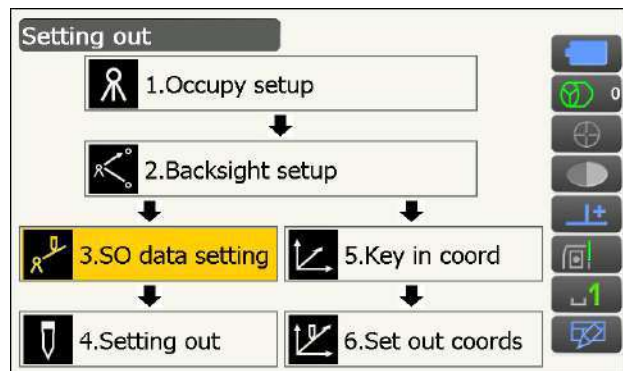 Setting out
1.Occupy setup
0
2.Backsight setup
3.SO data setting
5.Key in coord
1
4.Setting out
6.Set out coords